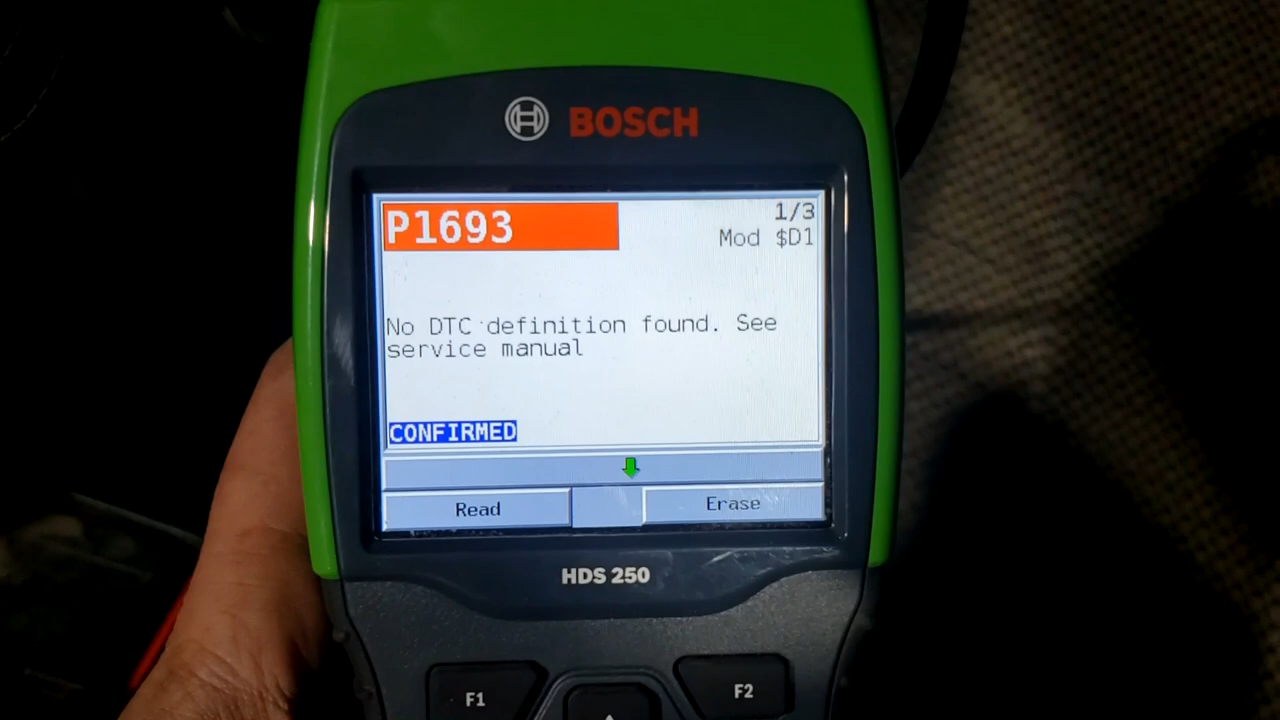 BOSCH
P1693
1/3
Mod $D1
No DTC definition found. See
service manual
CONFIRMED
Read
Erase
HDS 250
F1
F2